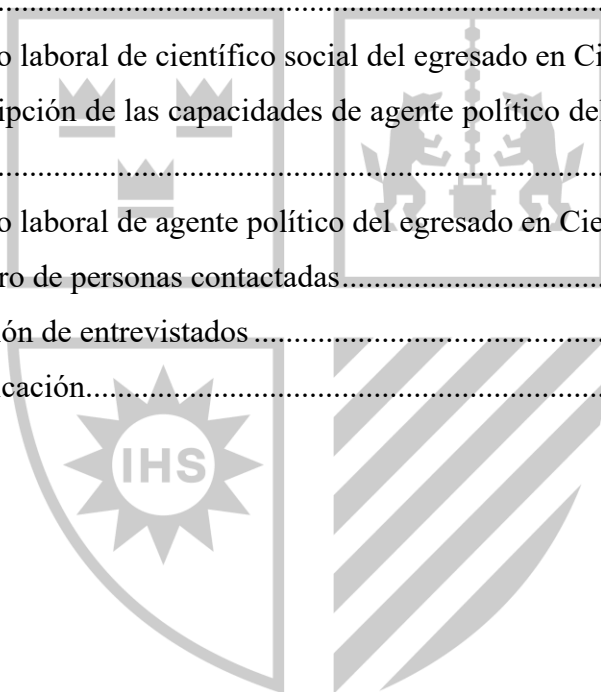 ................................................................................
o laboral de científico social del egresado en Ci
ipción de las capacidades de agente político del
................................................................................
o laboral de agente político del egresado en Cie
ro de personas contactadas.................................
ón de entrevistados.............................................
cación..................................................................
IHS